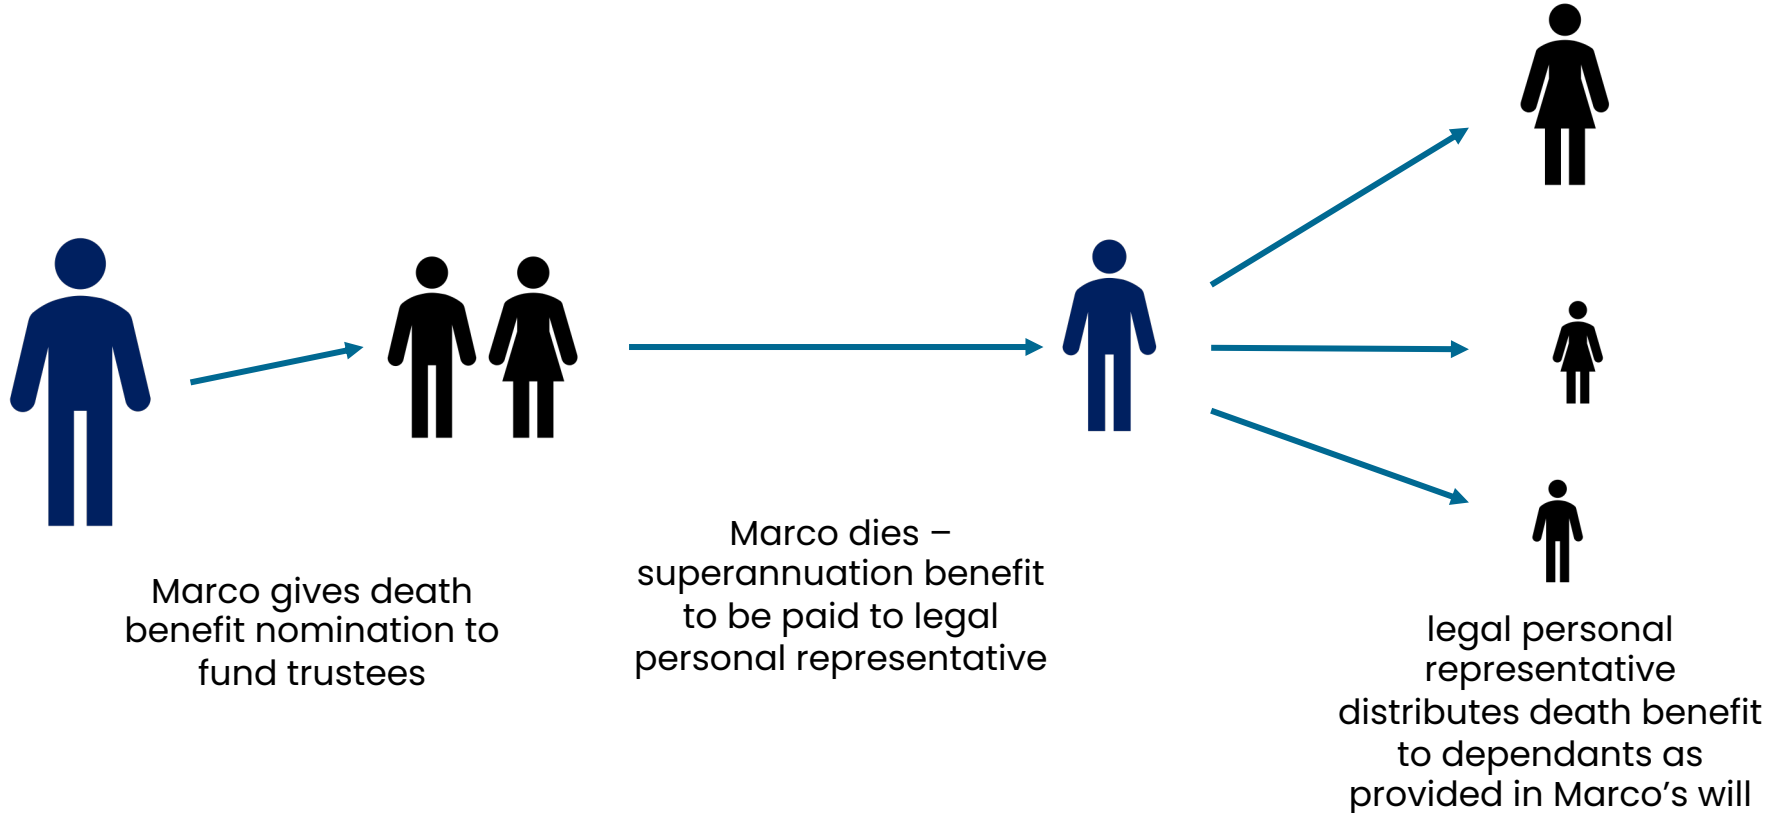 Marco gives death
benefit nomination to
fund trustees
Marco dies –
superannuation benefit
to be paid to legal
personal representative
legal personal
representative
distributes death benefit
to dependants as
provided in Marco’s will